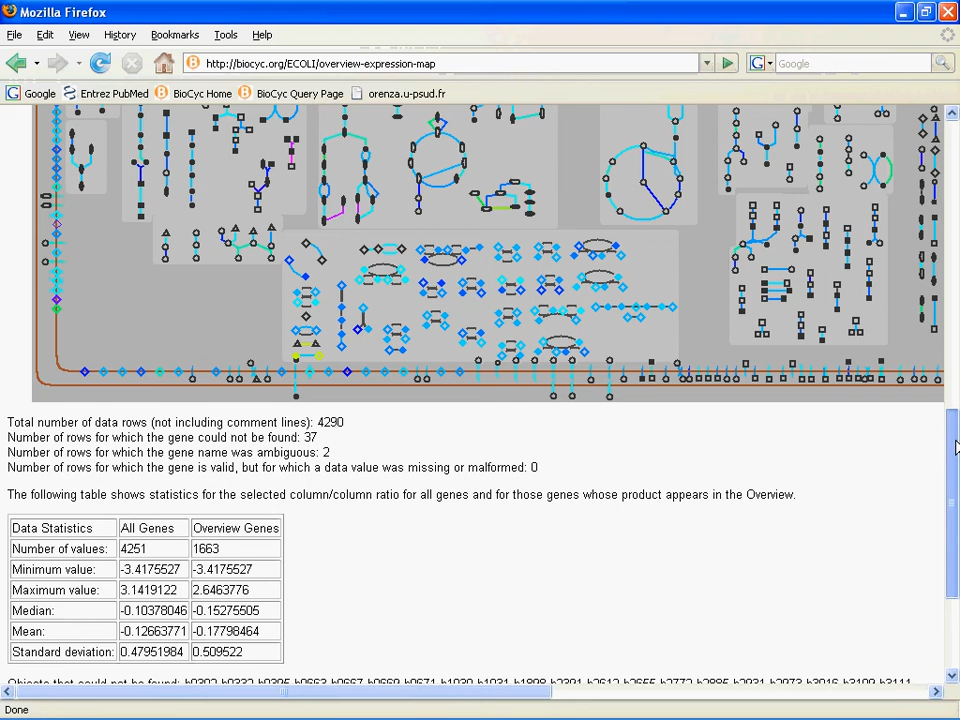 Mozilla Firefox
File Edit View History Bookmarks Tools Help
http://biocyc.org/ECOLI/overview-expression-map
Google
Google Entrez PubMed BioCyc Home BioCyc Query Page orenza.u-psud.fr
Total number of data rows (not including comment lines): 4290
Number of rows for which the gene could not be found: 37
Number of rows for which the gene name was ambiguous: 2
Number of rows for which the gene is valid, but for which a data value was missing or malformed: 0
The following table shows statistics for the selected column/column ratio for all genes and for those genes whose product appears in the Overview.
Data Statistics All Genes Overview Genes
Number of values: 4251 1663
Minimum value: -3.4175527 -3.4175527
Maximum value: 3.1419122 2.6463776
Median: -0.10378046 -0.15275505
Mean: -0.12663771 -0.17798464
Standard deviation: 0.47951984 0.509522
Objects that could not be found:
Done